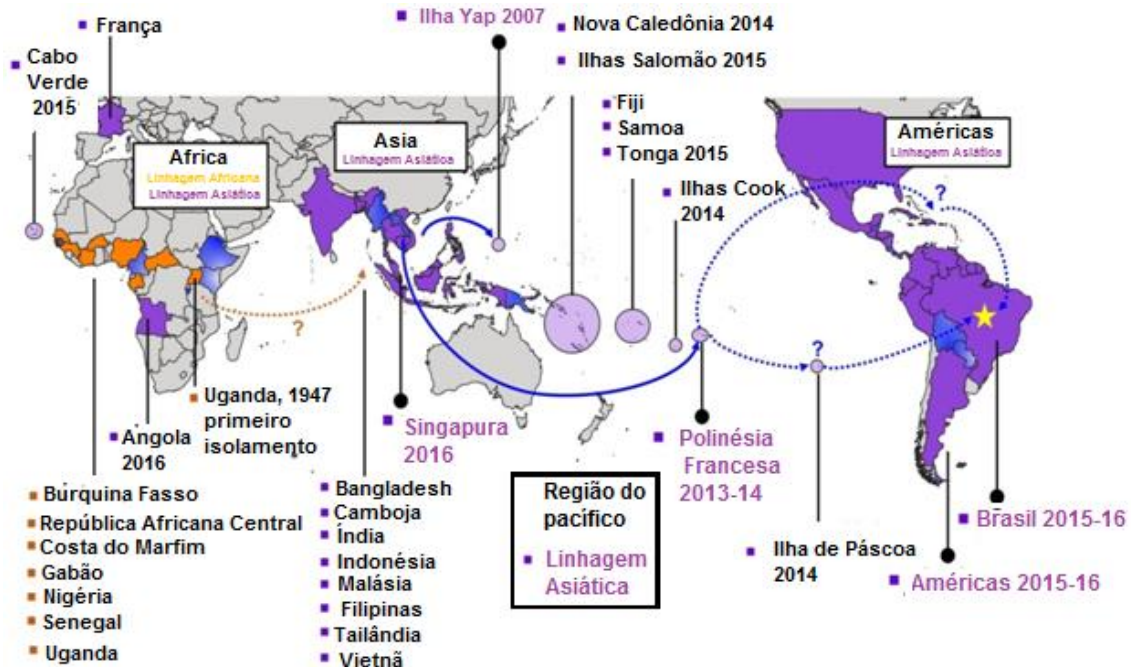 França
Cabo
Verde
2015
Ilha Yap 2007
Nova Caledônia 2014
Ilhas Salomão 2015
Fiji
Samoa
Tonga 2015
Ilhas Cook
2014
Africa
Linhagem Africana
Linhagem Asiática
Asia
Linhagem Asiática
Américas
Linhagem Asiática
?
?
?
Angola
2016
Uganda, 1947
primeiro
isolamento
Singapura
2016
Polinésia
Francesa
2013-14
Ilha de Páscoa
2014
Brasil 2015-16
Américas 2015-16
Burquina Fasso
República Africana Central
Costa do Marfim
Gabão
Nigéria
Senegal
Uganda
Bangladesh
Camboja
Índia
Indonésia
Malásia
Filipinas
Tailândia
Vietnã
Região do
pacífico
Linhagem
Asiática